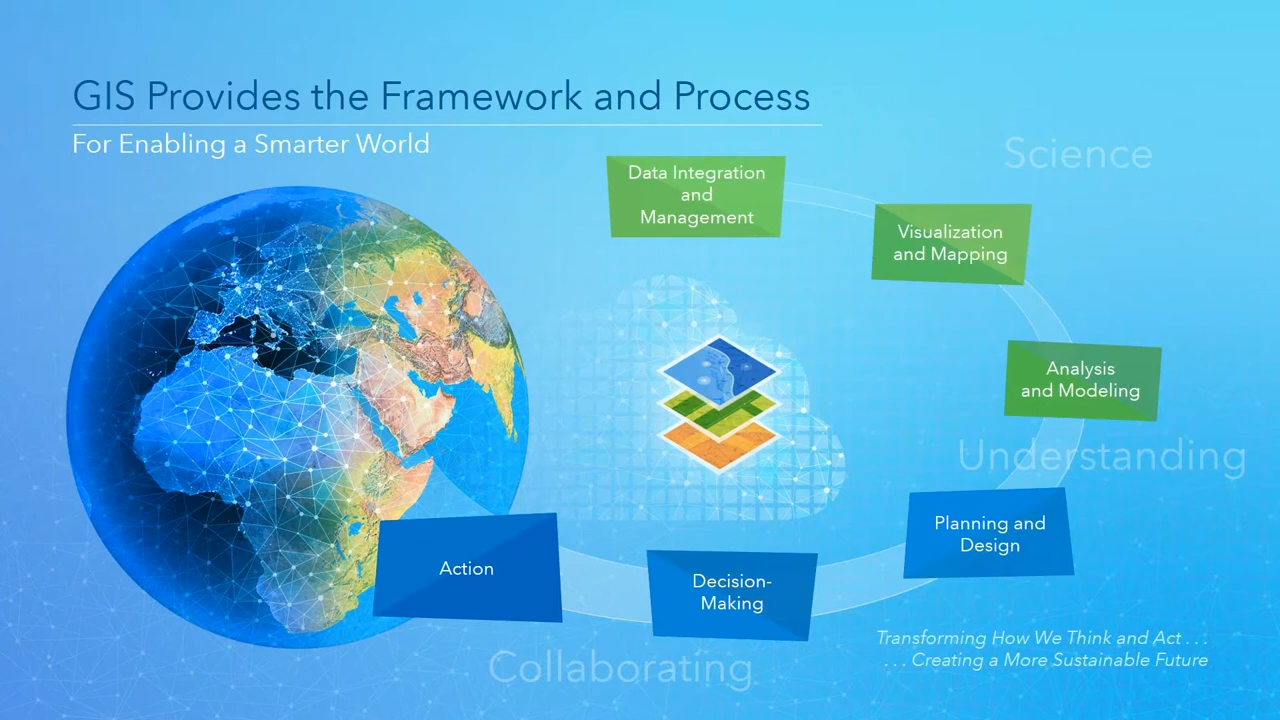 GIS Provides the Framework and Process
For Enabling a Smarter World
Science
Data Integration
and
Management
Visualization
and Mapping
Analysis
and Modeling
Understanding
Planning and
Design
Action
Decision-
Making
Transforming How We Think and Act . . .
. . . Creating a More Sustainable Future
Collaborating